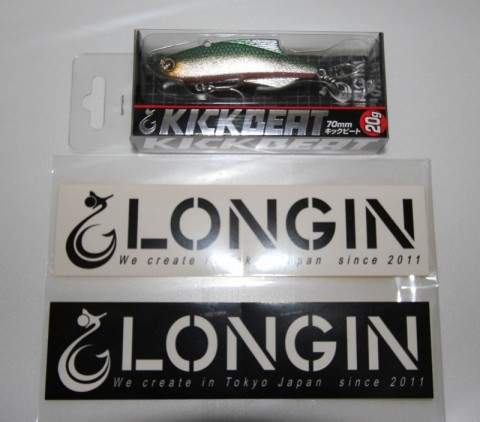 LONGIN
KICKBEAT
70mm
キックビート
20g
KICKBEAT
LONGIN
We create in Tokyo Japan since 2011
LONGIN
We create in Tokyo Japan since 2011